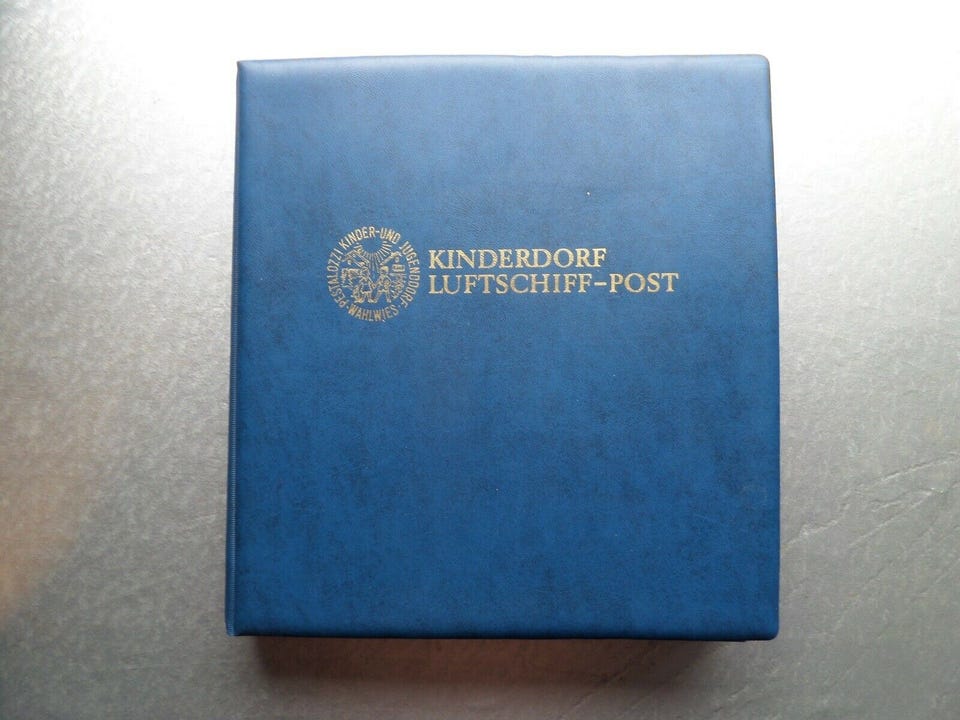 PESTALOZZI KINDER-UND JUGENDDORF · WAHLWIES ·
KINDERDORF
LUFTSCHIFF-POST